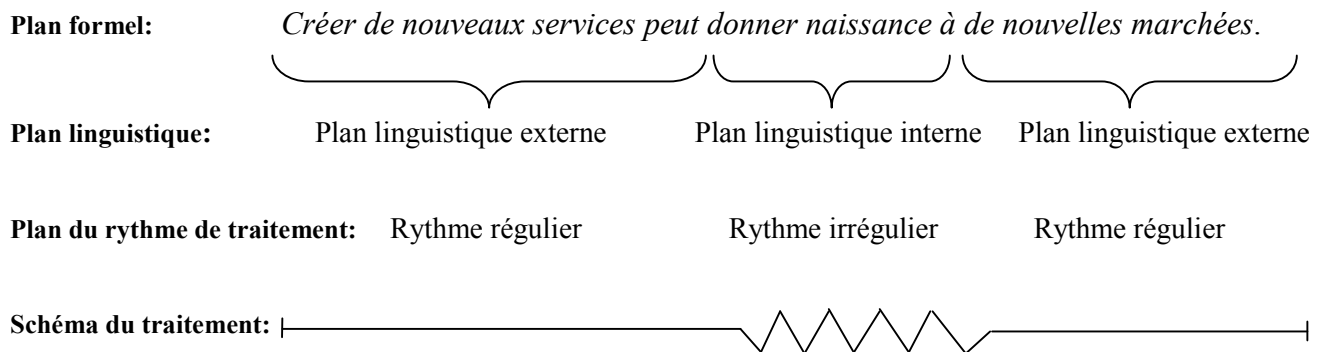 Plan formel: Créer de nouveaux services peut donner naissance à de nouvelles marchées.
Plan linguistique: Plan linguistique externe Plan linguistique interne Plan linguistique externe
Plan du rythme de traitement: Rythme régulier Rythme irrégulier Rythme régulier
Schéma du traitement: